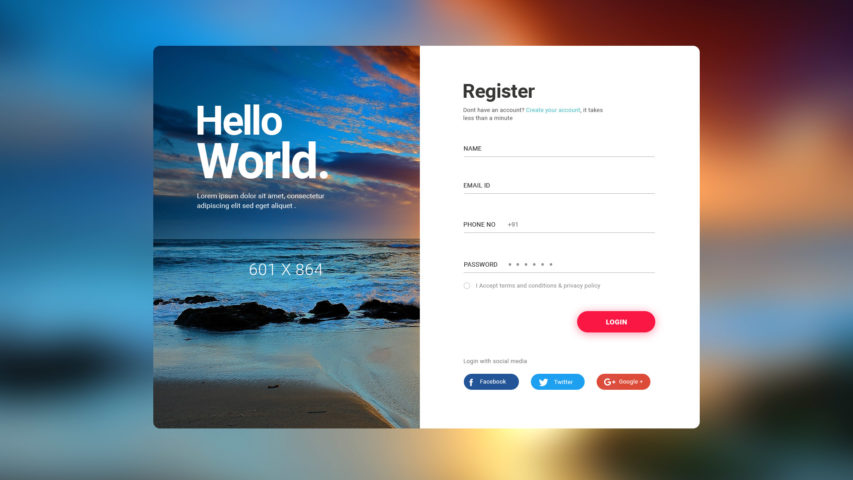 Hello
World.
Lorem ipsum dolor sit amet, consectetur
adipiscing elit sed eget aliquet .
601 X 864
Register
Dont have an account? Create your account, it takes
less than a minute
NAME
EMAIL ID
PHONE NO +91
PASSWORD
I Accept terms and conditions & privacy policy
LOGIN
Login with social media
Facebook
Twitter
G+ Google +